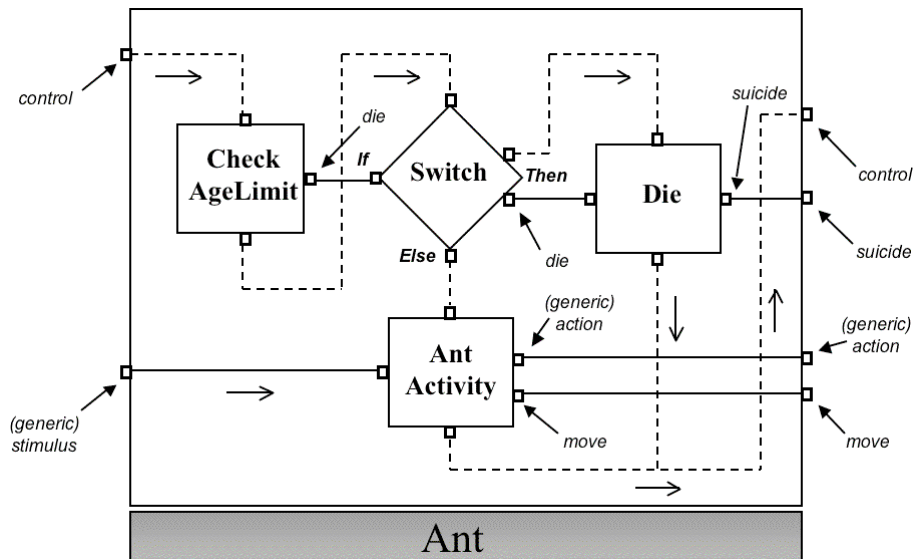 control
Check
AgeLimit
die
If
Switch
Then
Else
die
Die
suicide
control
suicide
(generic)
stimulus
Ant
Activity
(generic)
action
move
(generic)
action
move
Ant